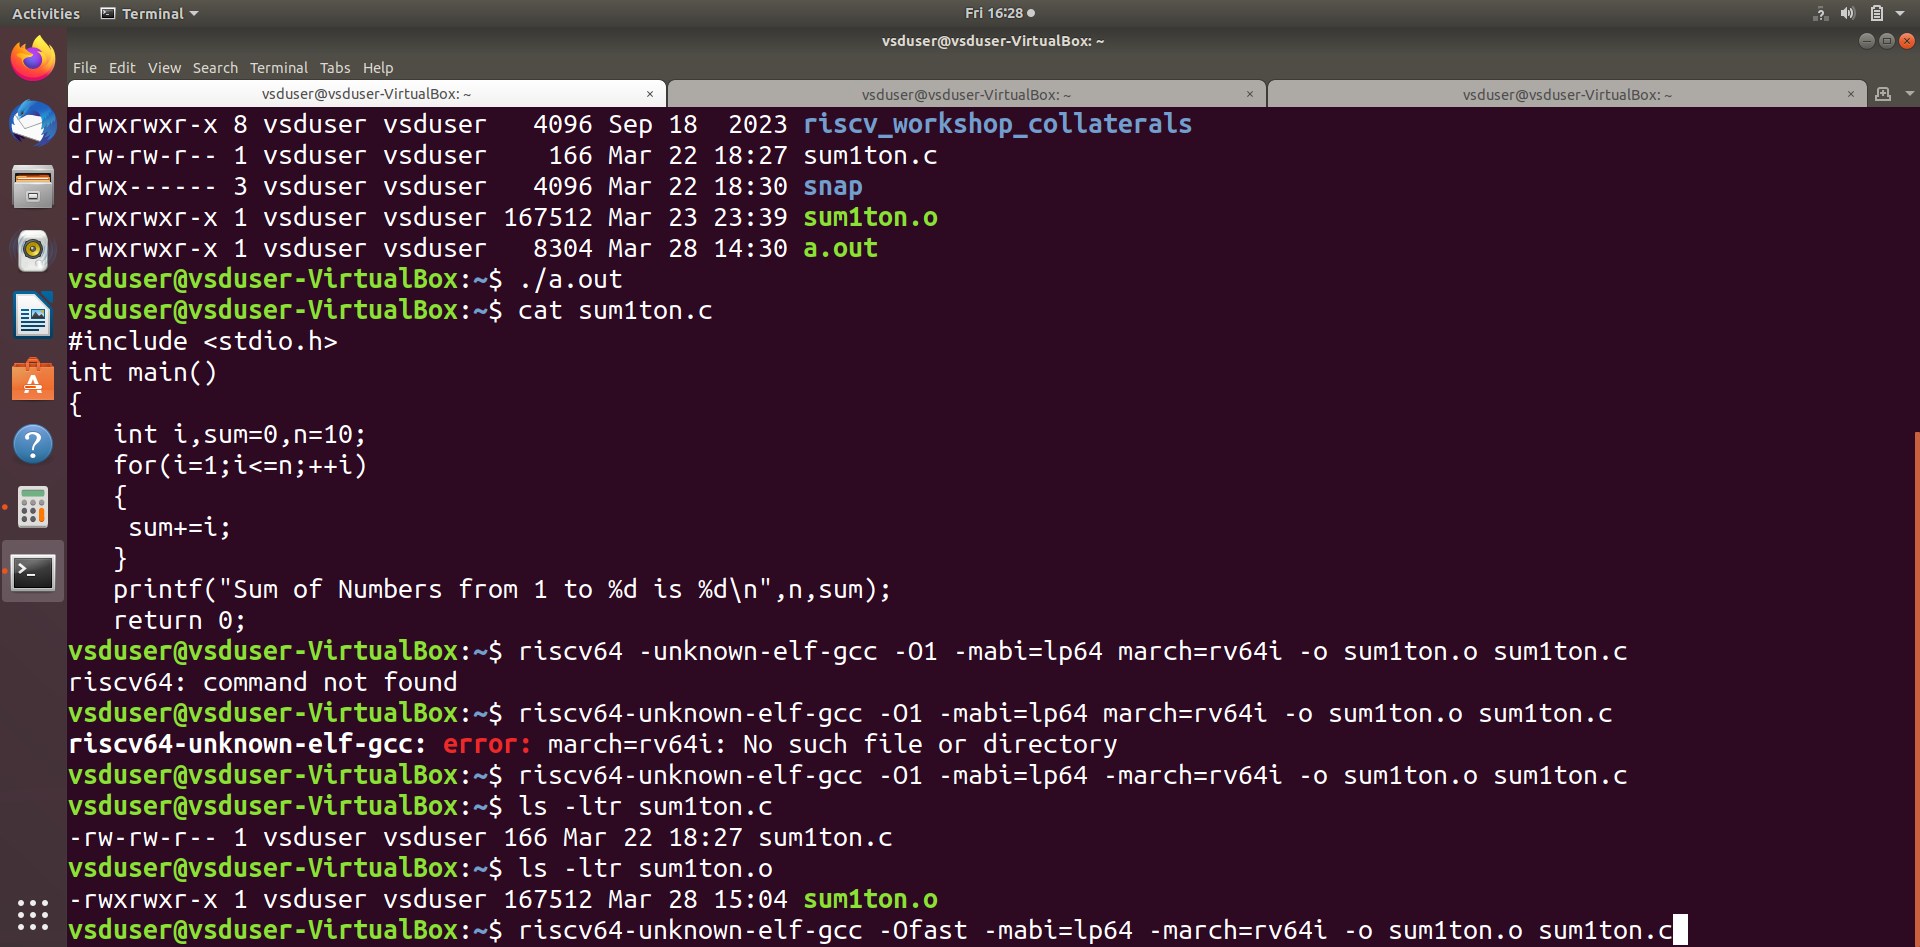 Activities Terminal Fri 16:28
vsduser@vsduser-VirtualBox: ~
File Edit View Search Terminal Tabs Help
vsduser@vsduser-VirtualBox: ~ × vsduser@vsduser-VirtualBox: ~ × vsduser@vsduser-VirtualBox: ~ ×
drwxrwxr-x 8 vsduser vsduser   4096 Sep 18  2023 riscv_workshop_collaterals
-rw-rw-r-- 1 vsduser vsduser    166 Mar 22 18:27 sum1ton.c
drwx------ 3 vsduser vsduser   4096 Mar 22 18:30 snap
-rwxrwxr-x 1 vsduser vsduser 167512 Mar 23 23:39 sum1ton.o
-rwxrwxr-x 1 vsduser vsduser   8304 Mar 28 14:30 a.out
vsduser@vsduser-VirtualBox:~$ ./a.out
vsduser@vsduser-VirtualBox:~$ cat sum1ton.c
#include <stdio.h>
int main()
{
   int i,sum=0,n=10;
   for(i=1;i<=n;++i)
   {
    sum+=i;
   }
   printf("Sum of Numbers from 1 to %d is %d\n",n,sum);
   return 0;
vsduser@vsduser-VirtualBox:~$ riscv64 -unknown-elf-gcc -O1 -mabi=lp64 march=rv64i -o sum1ton.o sum1ton.c
riscv64: command not found
vsduser@vsduser-VirtualBox:~$ riscv64-unknown-elf-gcc -O1 -mabi=lp64 march=rv64i -o sum1ton.o sum1ton.c
riscv64-unknown-elf-gcc: error: march=rv64i: No such file or directory
vsduser@vsduser-VirtualBox:~$ riscv64-unknown-elf-gcc -O1 -mabi=lp64 -march=rv64i -o sum1ton.o sum1ton.c
vsduser@vsduser-VirtualBox:~$ ls -ltr sum1ton.c
-rw-rw-r-- 1 vsduser vsduser 166 Mar 22 18:27 sum1ton.c
vsduser@vsduser-VirtualBox:~$ ls -ltr sum1ton.o
-rwxrwxr-x 1 vsduser vsduser 167512 Mar 28 15:04 sum1ton.o
vsduser@vsduser-VirtualBox:~$ riscv64-unknown-elf-gcc -Ofast -mabi=lp64 -march=rv64i -o sum1ton.o sum1ton.c